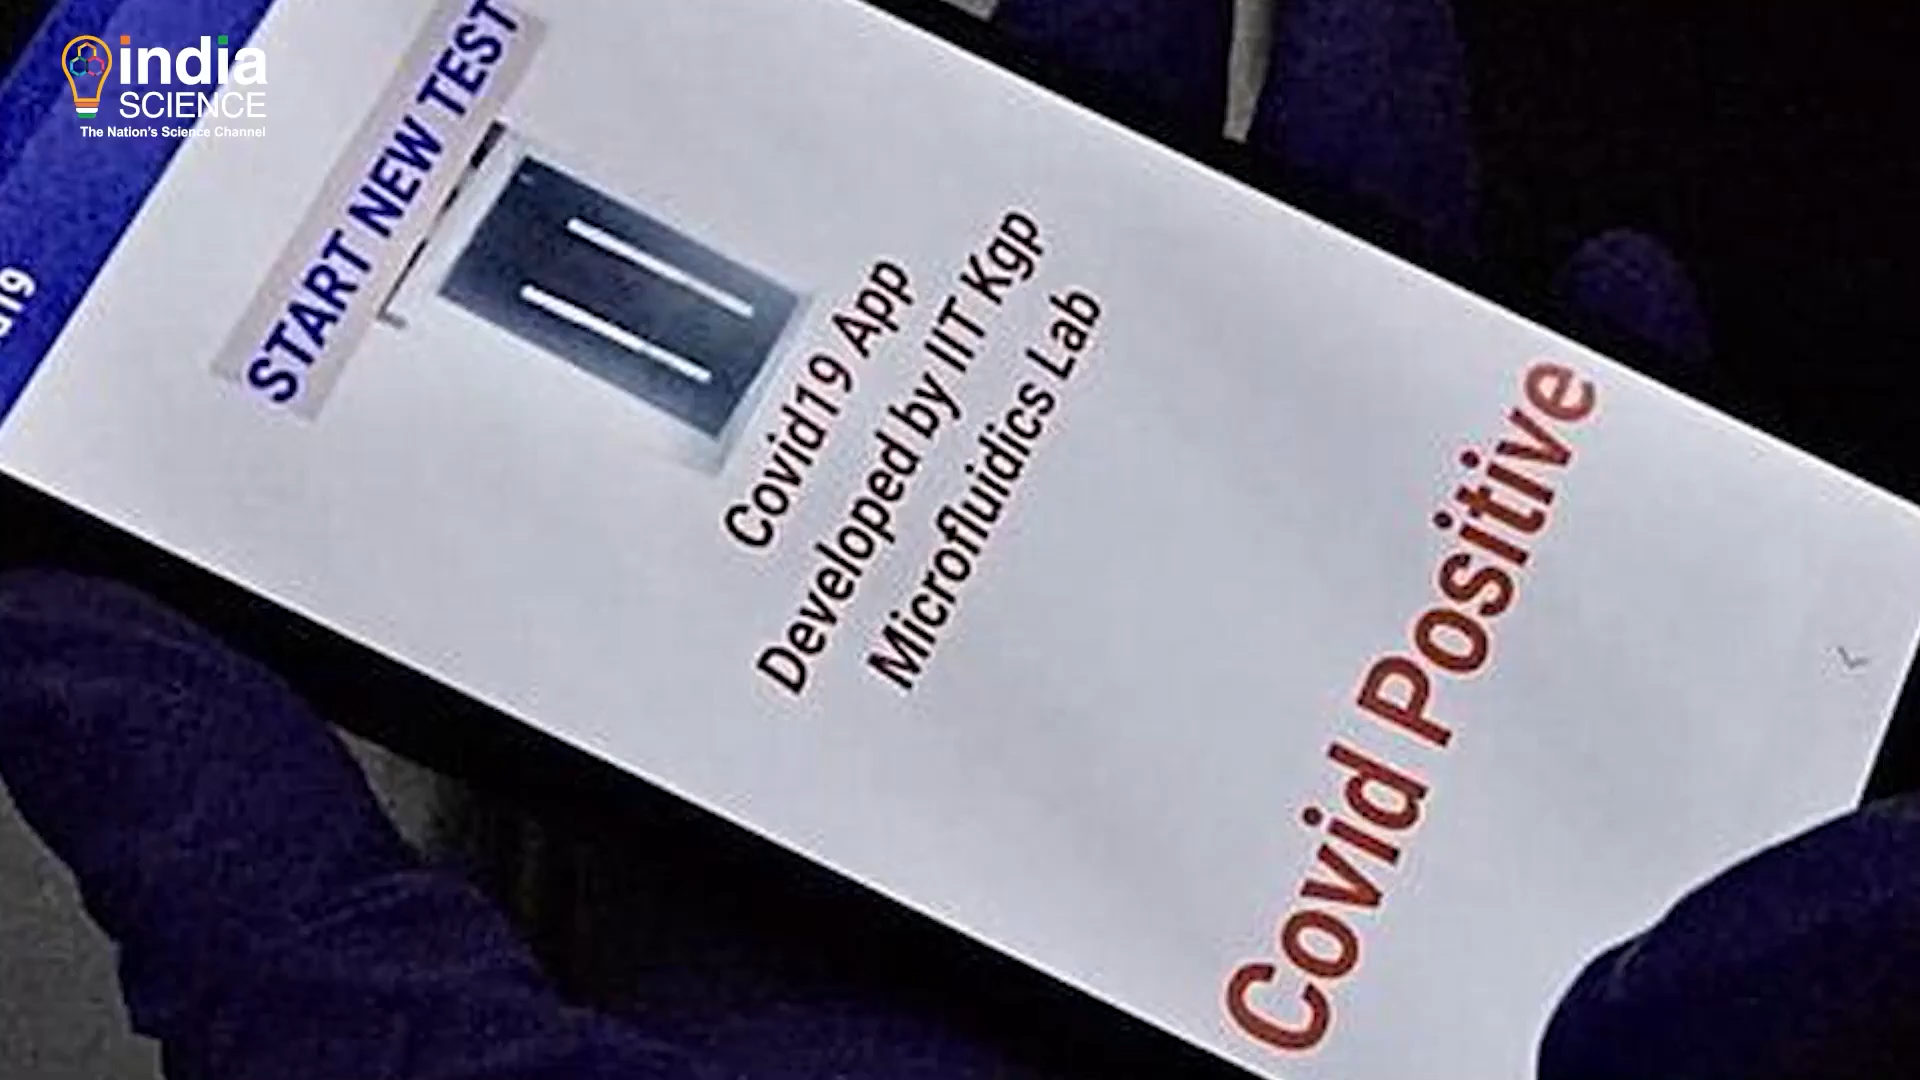 india
SCIENCE
The Nation's Science Channel
START NEW TEST
Covid19 App
Developed by IIT Kgp
Microfluidics Lab
Covid Positive